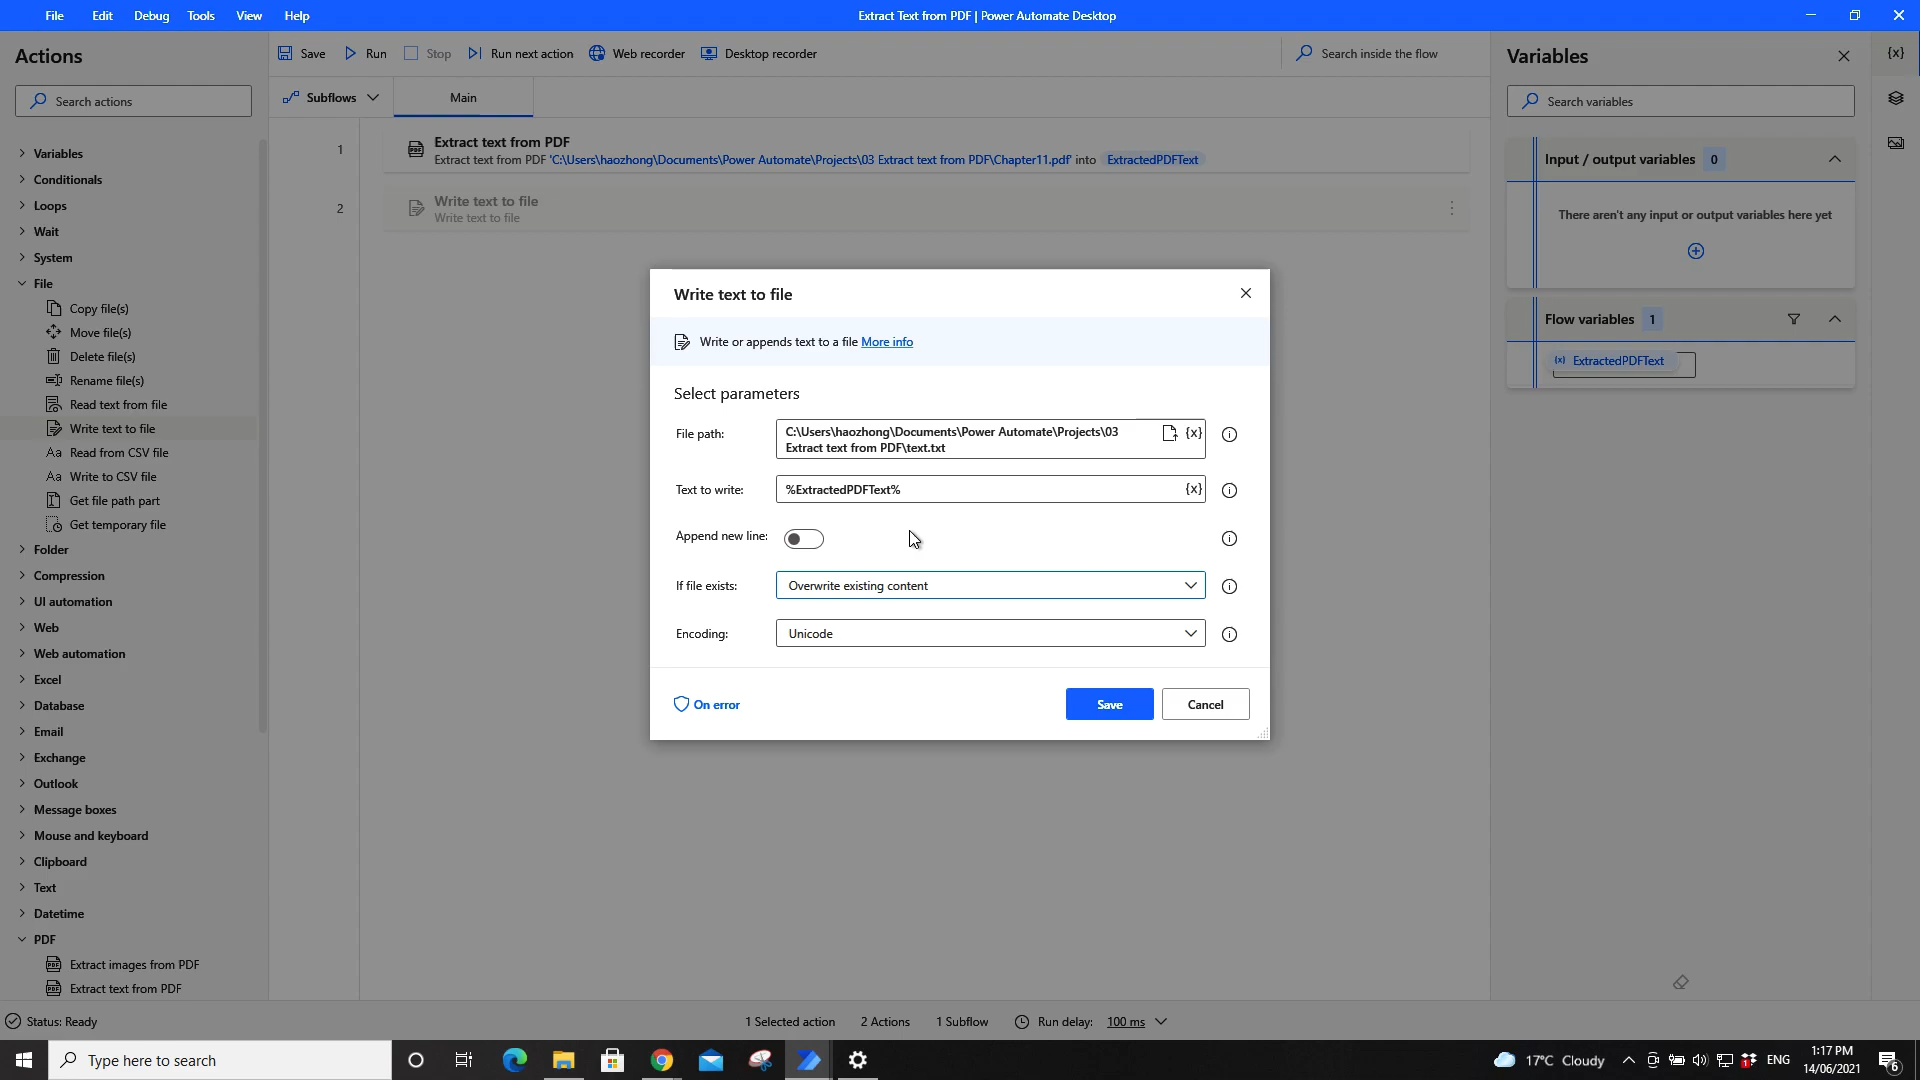 File Edit Debug Tools View Help
Extract Text from PDF | Power Automate Desktop
Actions
Search actions
Variables
Conditionals
Loops
Wait
System
File
Copy file(s)
Move file(s)
Delete file(s)
Rename file(s)
Read text from file
Write text to file
Read from CSV file
Write to CSV file
Get file path part
Get temporary file
Folder
Compression
UI automation
Web
Web automation
Excel
Database
Email
Exchange
Outlook
Message boxes
Mouse and keyboard
Clipboard
Text
Datetime
PDF
Extract images from PDF
Extract text from PDF
Save Run Stop Run next action Web recorder Desktop recorder
Search inside the flow
Subflows Main
1
Extract text from PDF
Extract text from PDF 'C:\Users\haozhong\Documents\Power Automate\Projects\03 Extract text from PDF\Chapter11.pdf' into ExtractedPDFText
2
Write text to file
Write text to file
Write text to file
Write or appends text to a file More info
Select parameters
File path:
C:\Users\haozhong\Documents\Power Automate\Projects\03
Extract text from PDF\text.txt
{x}
Text to write: %ExtractedPDFText% {x}
Append new line:
If file exists: Overwrite existing content
Encoding: Unicode
On error Save Cancel
Variables
{x}
Search variables
Input / output variables 0
There aren't any input or output variables here yet
Flow variables 1
(x) ExtractedPDFText
Status: Ready 1 Selected action 2 Actions 1 Subflow Run delay: 100 ms
Type here to search
17°C Cloudy
ENG
1:17 PM
14/06/2021
6